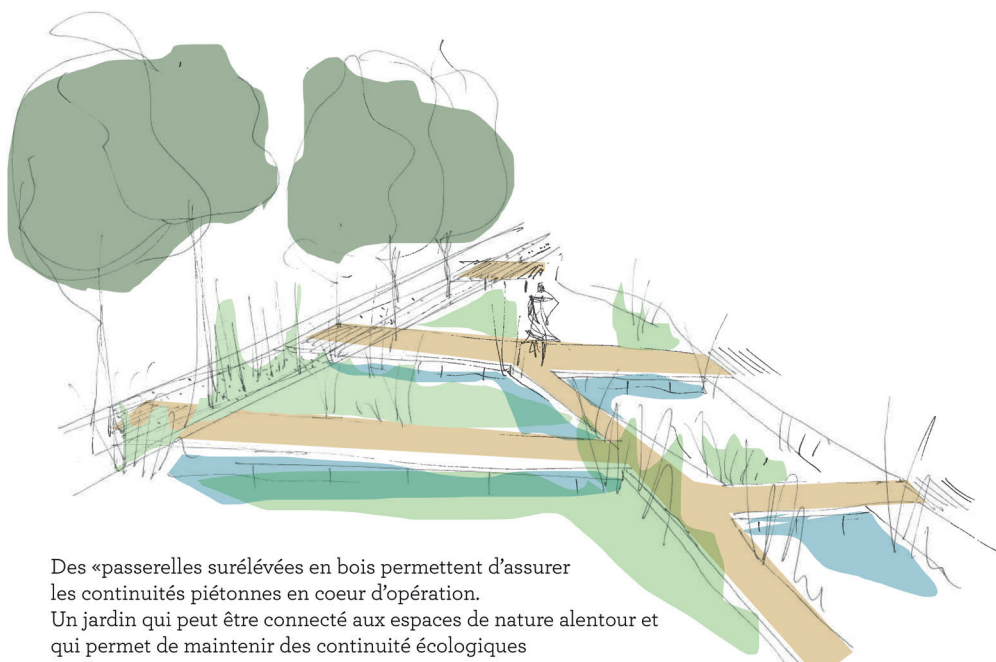 Des «passerelles surélévées en bois permettent d'assurer
les continuités piétonnes en coeur d'opération.
Un jardin qui peut être connecté aux espaces de nature alentour et
qui permet de maintenir des continuité écologiques